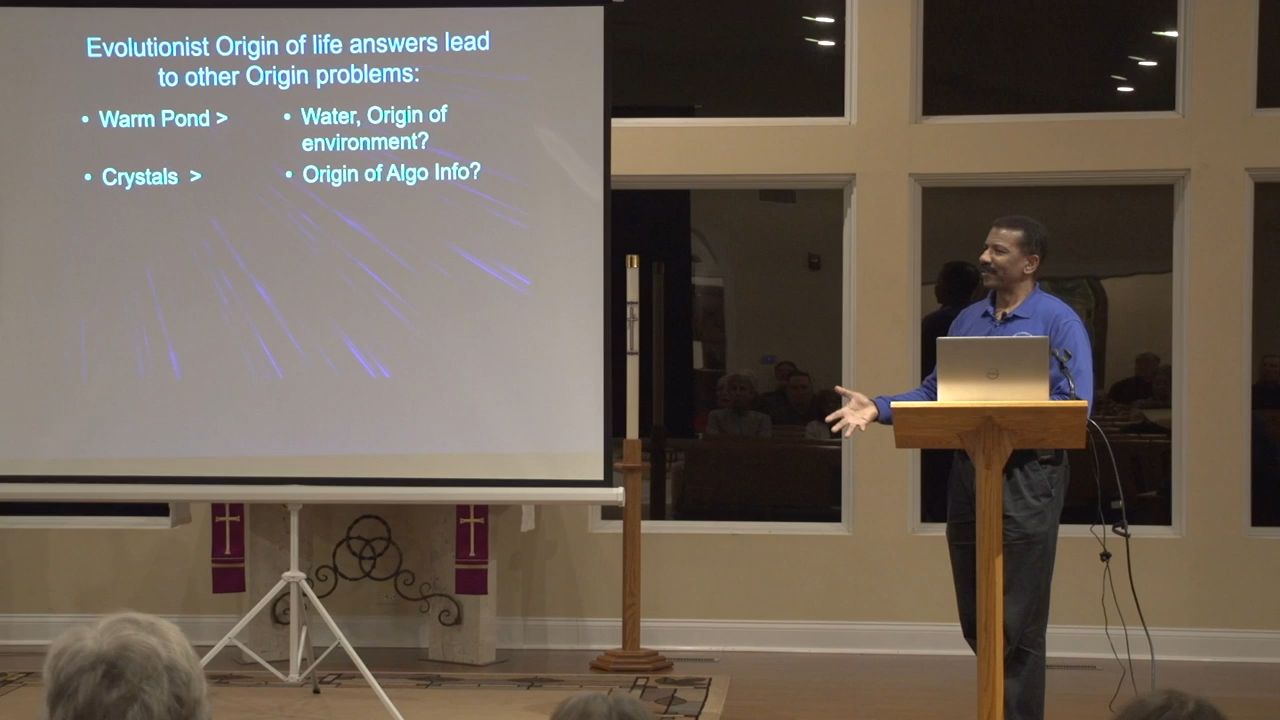 Evolutionist Origin of life answers lead
to other Origin problems:
• Warm Pond >
• Water, Origin of
environment?
• Crystals >
• Origin of Algo Info?